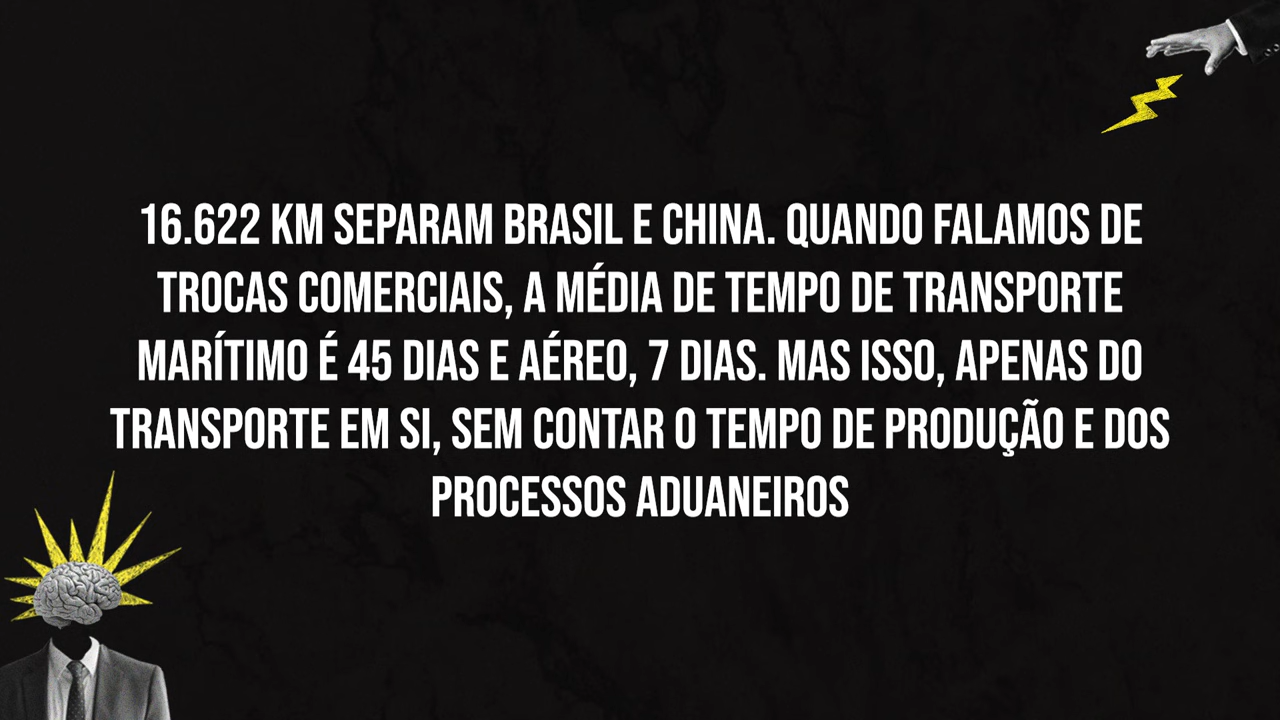 16.622 KM SEPARAM BRASIL E CHINA. QUANDO FALAMOS DE
TROCAS COMERCIAIS, A MÉDIA DE TEMPO DE TRANSPORTE
MARÍTIMO É 45 DIAS E AÉREO, 7 DIAS. MAS ISSO, APENAS DO
TRANSPORTE EM SI, SEM CONTAR O TEMPO DE PRODUÇÃO E DOS
PROCESSOS ADUANEIROS